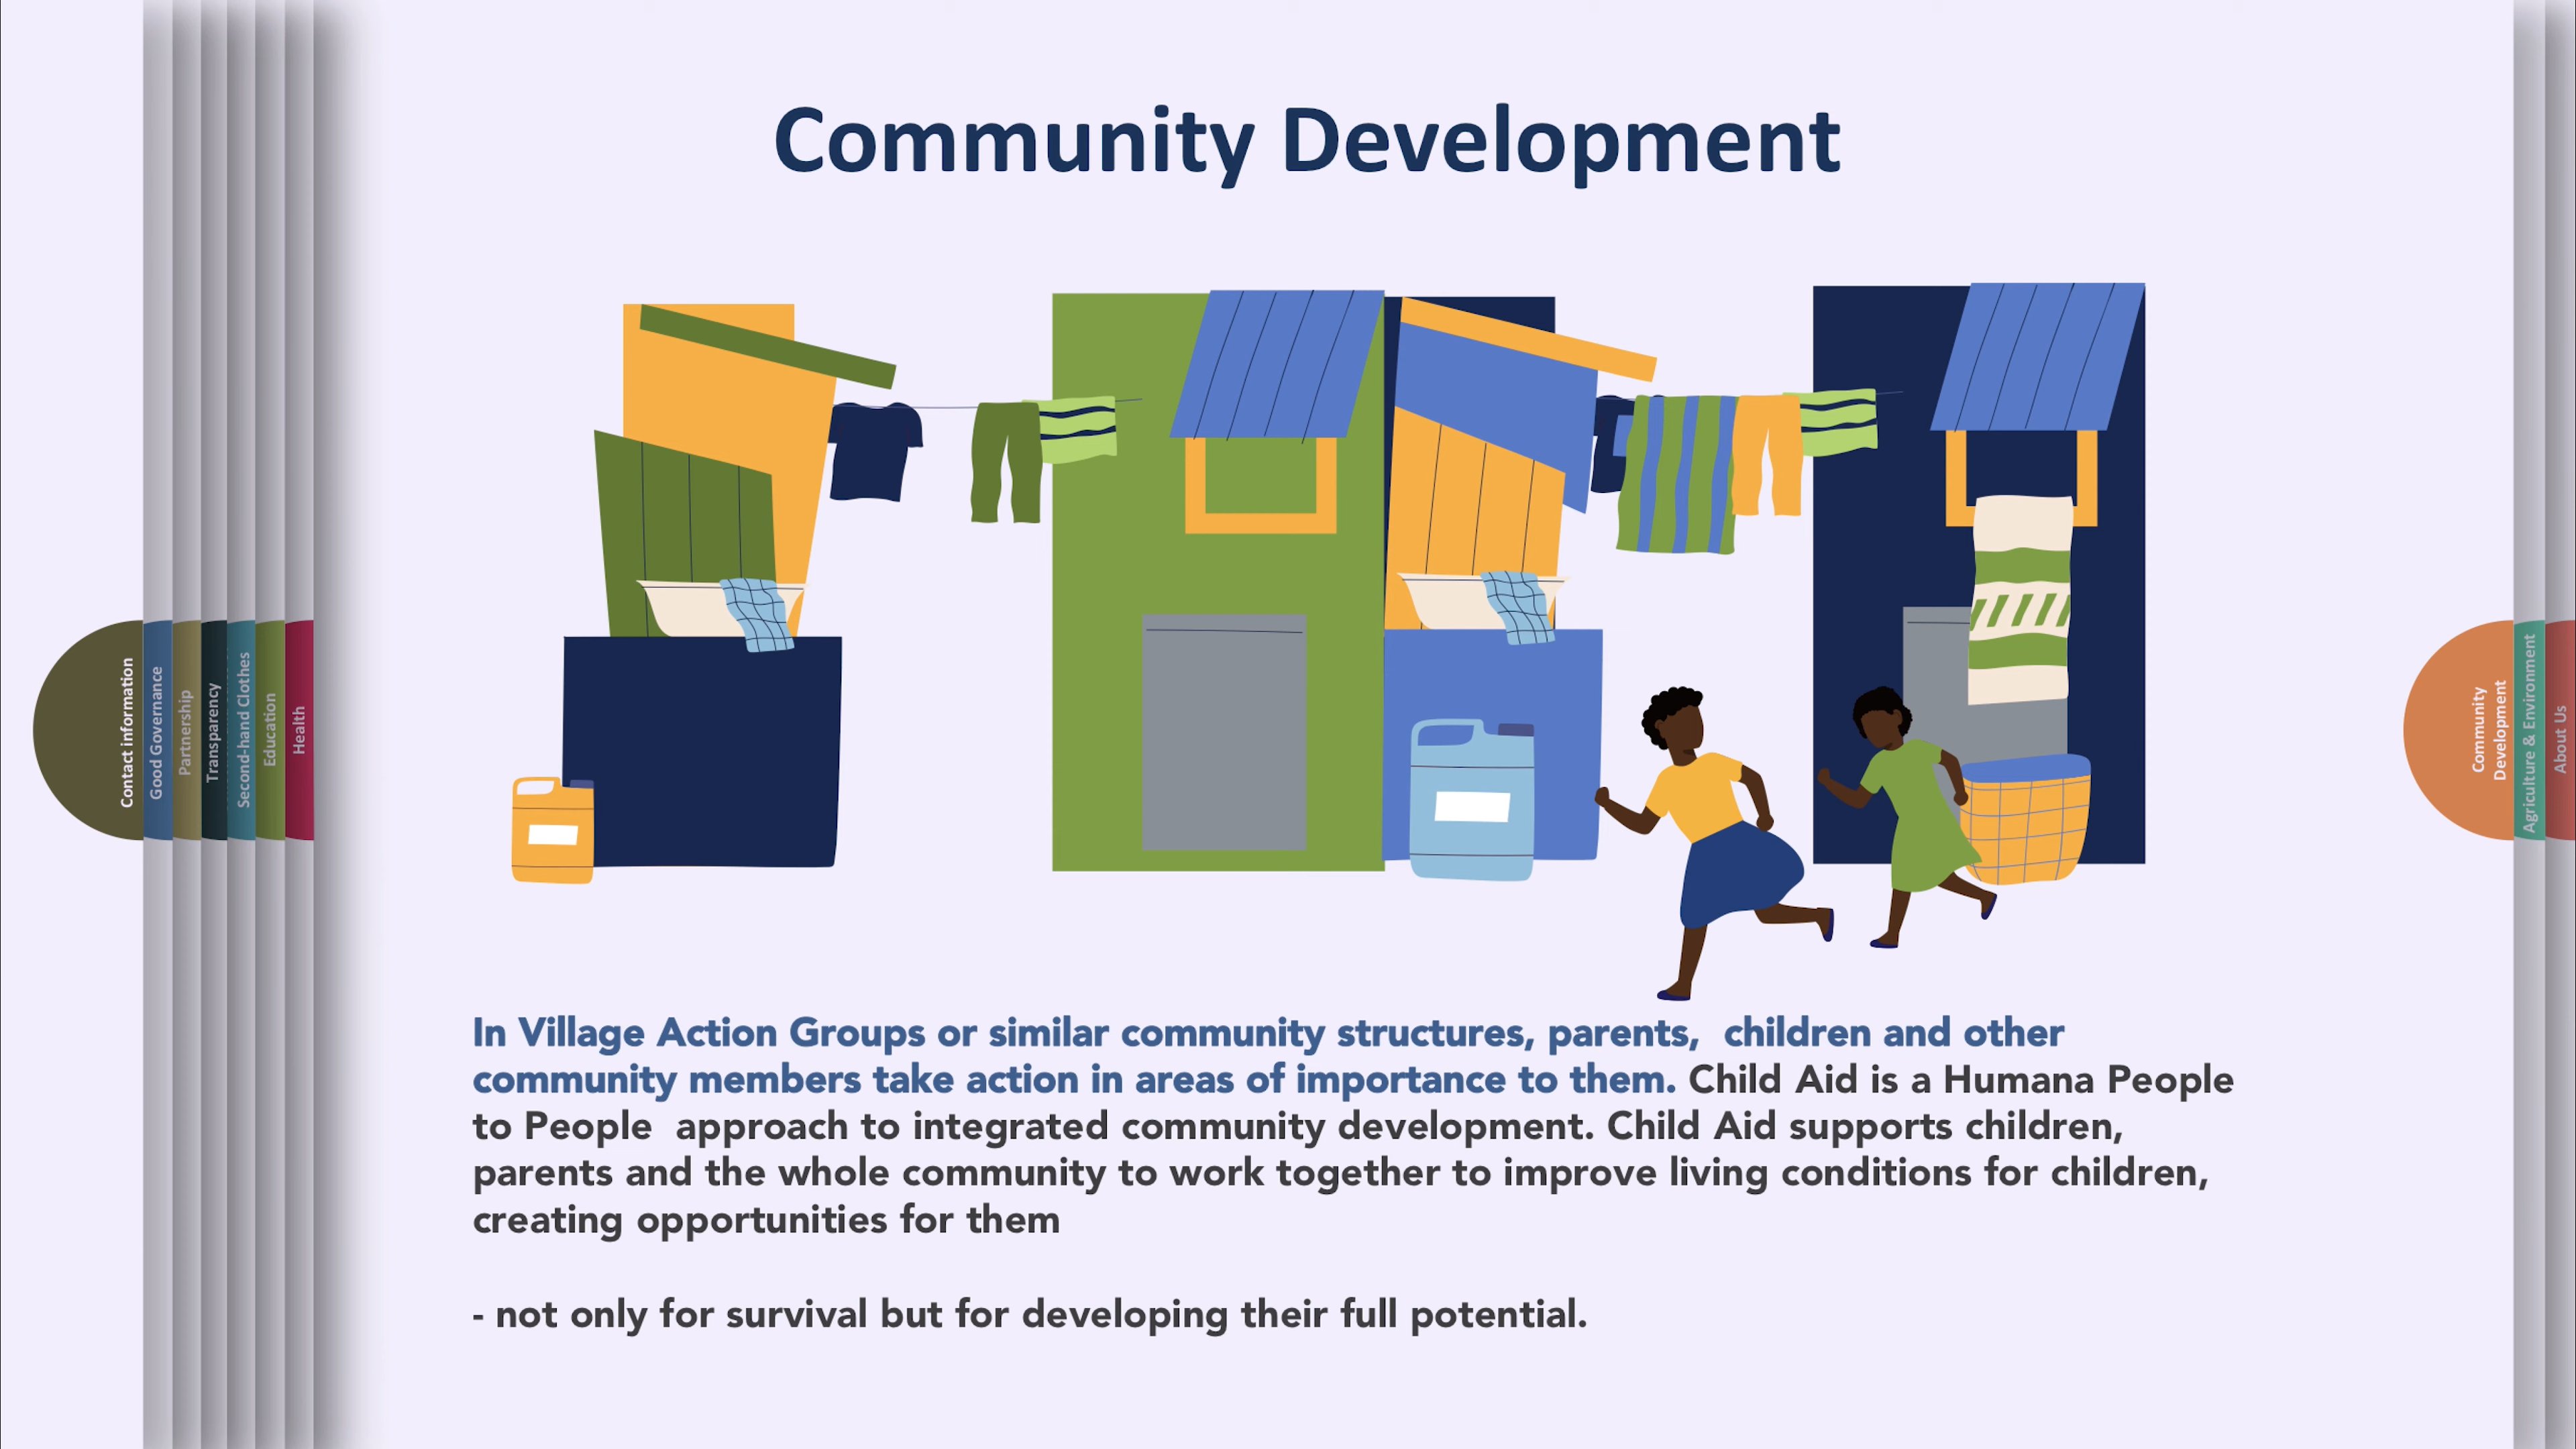 Community Development
Contact information
Good Governance
Partnership
Transparency
Second-hand Clothes
Education
Health
In Village Action Groups or similar community structures, parents,  children and other
community members take action in areas of importance to them. Child Aid is a Humana People
to People  approach to integrated community development. Child Aid supports children,
parents and the whole community to work together to improve living conditions for children,
creating opportunities for them
- not only for survival but for developing their full potential.
Community
Development
Agriculture & Environment
About Us